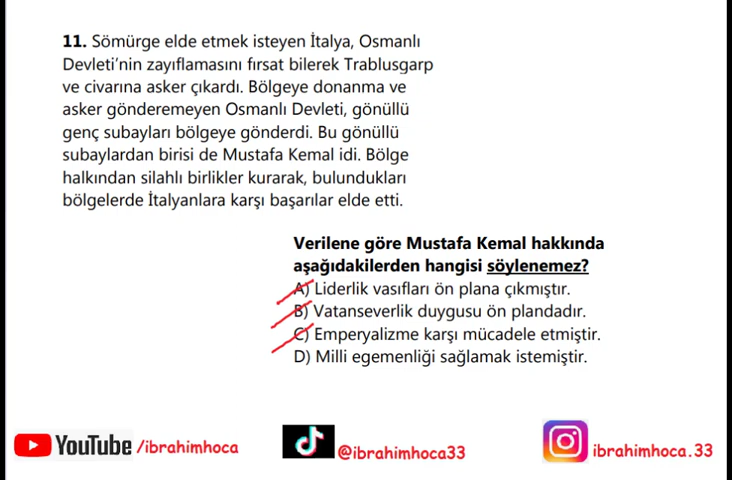 11. Sömürge elde etmek isteyen İtalya, Osmanlı
Devleti'nin zayıflamasını fırsat bilerek Trablusgarp
ve civarına asker çıkardı. Bölgeye donanma ve
asker gönderemeyen Osmanlı Devleti, gönüllü
genç subayları bölgeye gönderdi. Bu gönüllü
subaylardan birisi de Mustafa Kemal idi. Bölge
halkından silahlı birlikler kurarak, bulundukları
bölgelerde İtalyanlara karşı başarılar elde etti.
Verilene göre Mustafa Kemal hakkında
aşağıdakilerden hangisi söylenemez?
A) Liderlik vasıfları ön plana çıkmıştır.
B) Vatanseverlik duygusu ön plandadır.
C) Emperyalizme karşı mücadele etmiştir.
D) Milli egemenliği sağlamak istemiştir.
YouTube /ibrahimhoca
@ibrahimhoca33
ibrahimhoca.33